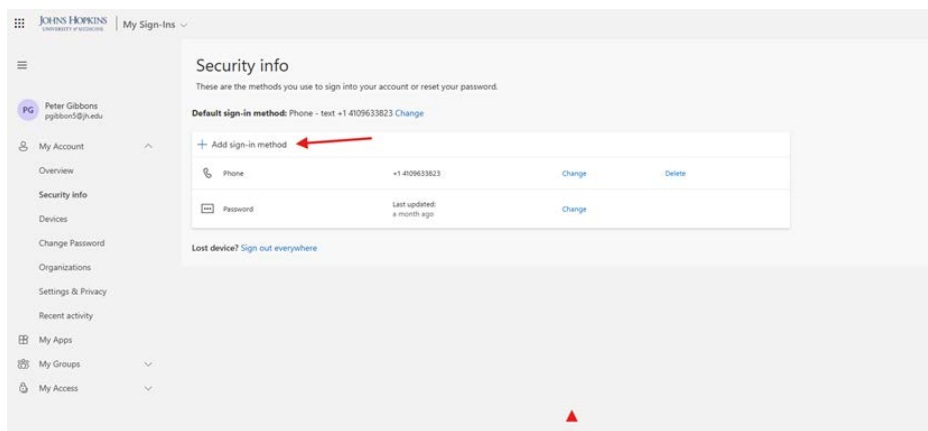 JOHNS HOPKINS
UNIVERSITY & MEDICINE
My Sign-Ins
Security info
These are the methods you use to sign into your account or reset your password.
PG
Peter Gibbons
pgibbon5@jh.edu
Default sign-in method: Phone - text +1 4109633823 Change
My Account
+ Add sign-in method
Overview
Phone +1 4109633823 Change Delete
Security info
Password Last updated: a month ago Change
Devices
Change Password
Lost device? Sign out everywhere
Organizations
Settings & Privacy
Recent activity
My Apps
My Groups
My Access